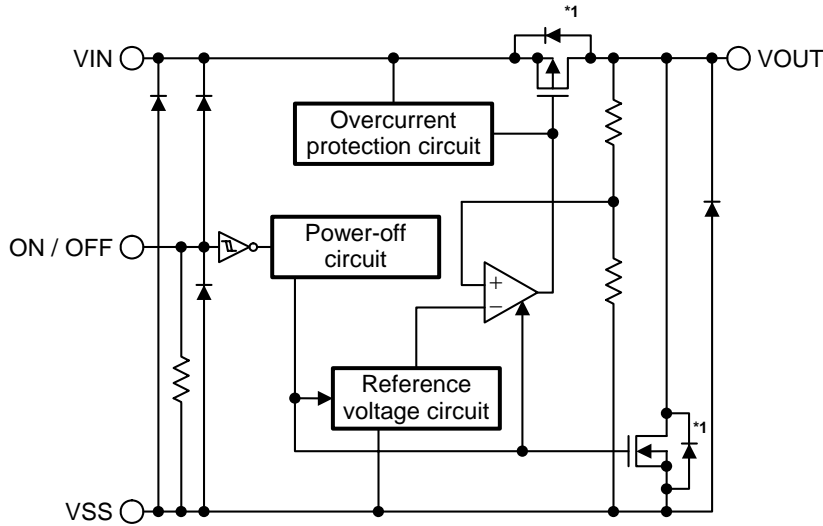 *1
VIN
VOUT
Overcurrent
protection circuit
ON / OFF
Power-off
circuit
+
−
Reference
voltage circuit
*1
VSS